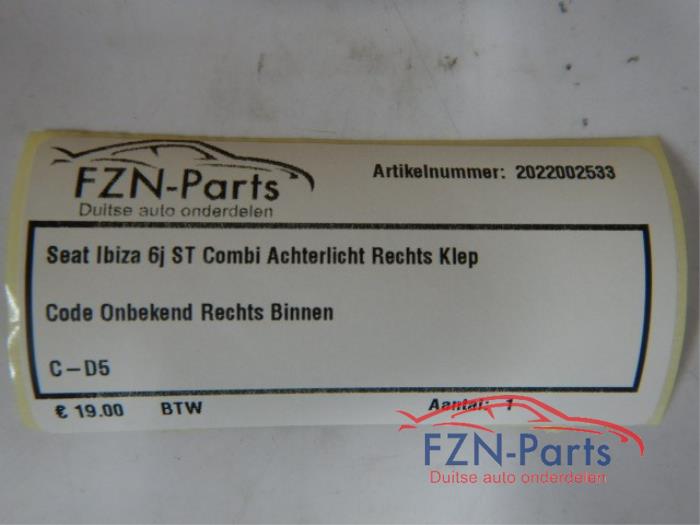 FZN-Parts
Duitse auto onderdelen
Artikelnummer: 2022002533
Seat Ibiza 6j ST Combi Achterlicht Rechts Klep
Code Onbekend Rechts Binnen
C-D5
€ 19.00 BTW Aantal: 1
FZN-Parts
Duitse auto onderdelen